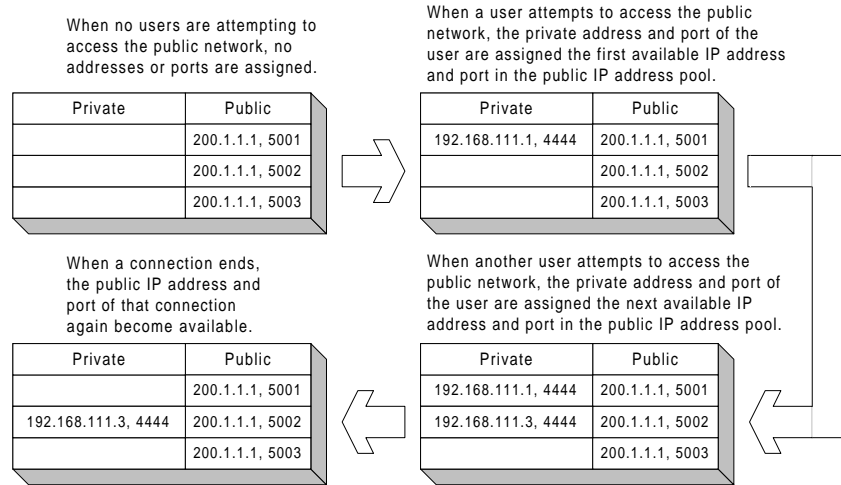 When no users are attempting to
access the public network, no
addresses or ports are assigned.
Private Public
200.1.1.1, 5001
200.1.1.1, 5002
200.1.1.1, 5003
When a user attempts to access the public
network, the private address and port of the
user are assigned the first available IP address
and port in the public IP address pool.
Private Public
192.168.111.1, 4444 200.1.1.1, 5001
200.1.1.1, 5002
200.1.1.1, 5003
When another user attempts to access the
public network, the private address and port of
the user are assigned the next available IP
address and port in the public IP address pool.
Private Public
192.168.111.1, 4444 200.1.1.1, 5001
192.168.111.3, 4444 200.1.1.1, 5002
200.1.1.1, 5003
When a connection ends,
the public IP address and
port of that connection
again become available.
Private Public
200.1.1.1, 5001
192.168.111.3, 4444 200.1.1.1, 5002
200.1.1.1, 5003